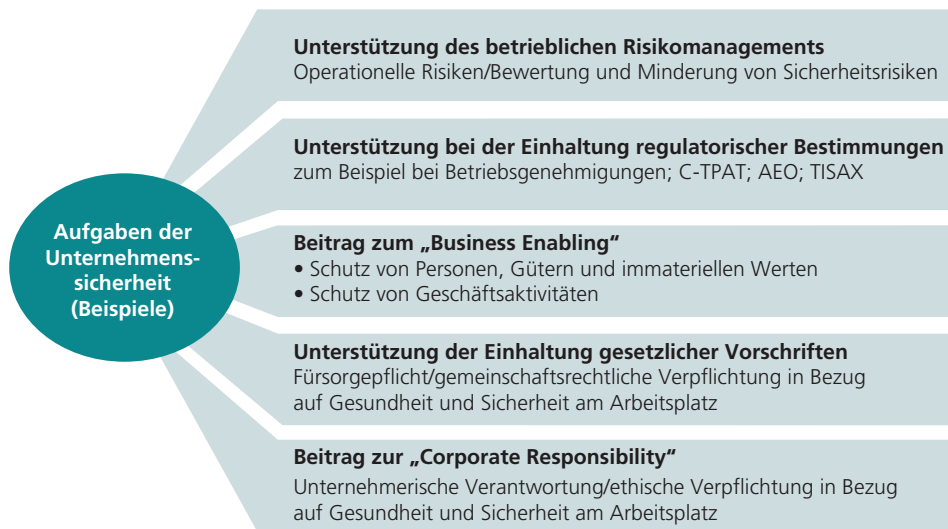 Aufgaben der
Unternehmens-
sicherheit
(Beispiele)
Unterstützung des betrieblichen Risikomanagements
Operationelle Risiken/Bewertung und Minderung von Sicherheitsrisiken
Unterstützung bei der Einhaltung regulatorischer Bestimmungen
zum Beispiel bei Betriebsgenehmigungen; C-TPAT; AEO; TISAX
Beitrag zum „Business Enabling“
• Schutz von Personen, Gütern und immateriellen Werten
• Schutz von Geschäftsaktivitäten
Unterstützung der Einhaltung gesetzlicher Vorschriften
Fürsorgepflicht/gemeinschaftsrechtliche Verpflichtung in Bezug
auf Gesundheit und Sicherheit am Arbeitsplatz
Beitrag zur „Corporate Responsibility“
Unternehmerische Verantwortung/ethische Verpflichtung in Bezug
auf Gesundheit und Sicherheit am Arbeitsplatz